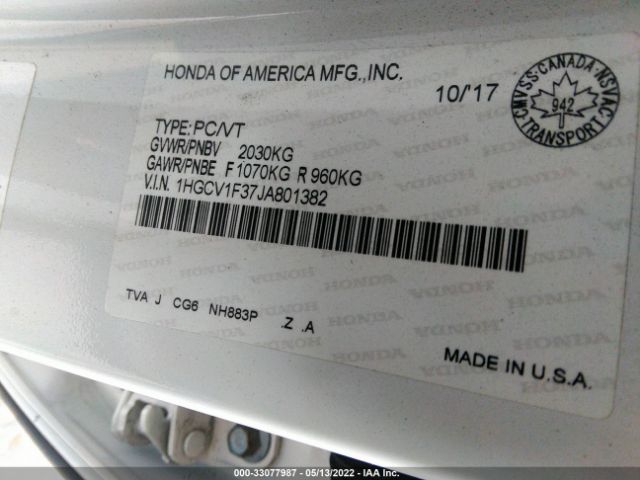 HONDA OF AMERICA MFG.,INC.
10/'17
CMVSS·CANADA·NSVAC
942
TRANSPORT
TYPE: PC/VT
GVWR/PNBV 2030KG
GAWR/PNBE F 1070KG R 960KG
V.I.N. 1HGCV1F37JA801382
TVA J CG6 NH883P .Z .A
MADE IN U.S.A.
000-33077987 - 05/13/2022 - IAA Inc.